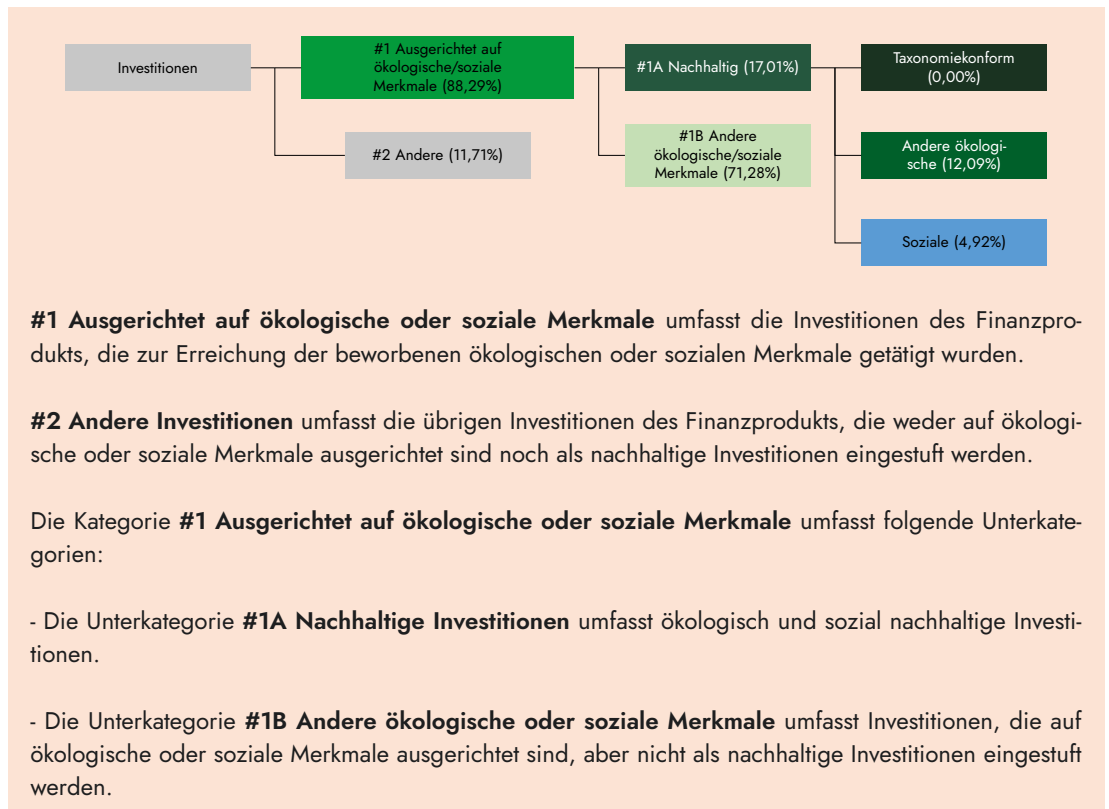 Investitionen
#1 Ausgerichtet auf
ökologische/soziale
Merkmale (88,29%)
#2 Andere (11,71%)
#1A Nachhaltig (17,01%)
#1B Andere
ökologische/soziale
Merkmale (71,28%)
Taxonomiekonform
(0,00%)
Andere ökologi-
sche (12,09%)
Soziale (4,92%)
#1 Ausgerichtet auf ökologische oder soziale Merkmale umfasst die Investitionen des Finanzpro-
dukts, die zur Erreichung der beworbenen ökologischen oder sozialen Merkmale getätigt wurden.
#2 Andere Investitionen umfasst die übrigen Investitionen des Finanzprodukts, die weder auf ökologi-
sche oder soziale Merkmale ausgerichtet sind noch als nachhaltige Investitionen eingestuft werden.
Die Kategorie #1 Ausgerichtet auf ökologische oder soziale Merkmale umfasst folgende Unterkate-
gorien:
- Die Unterkategorie #1A Nachhaltige Investitionen umfasst ökologisch und sozial nachhaltige Investi-
tionen.
- Die Unterkategorie #1B Andere ökologische oder soziale Merkmale umfasst Investitionen, die auf
ökologische oder soziale Merkmale ausgerichtet sind, aber nicht als nachhaltige Investitionen eingestuft
werden.